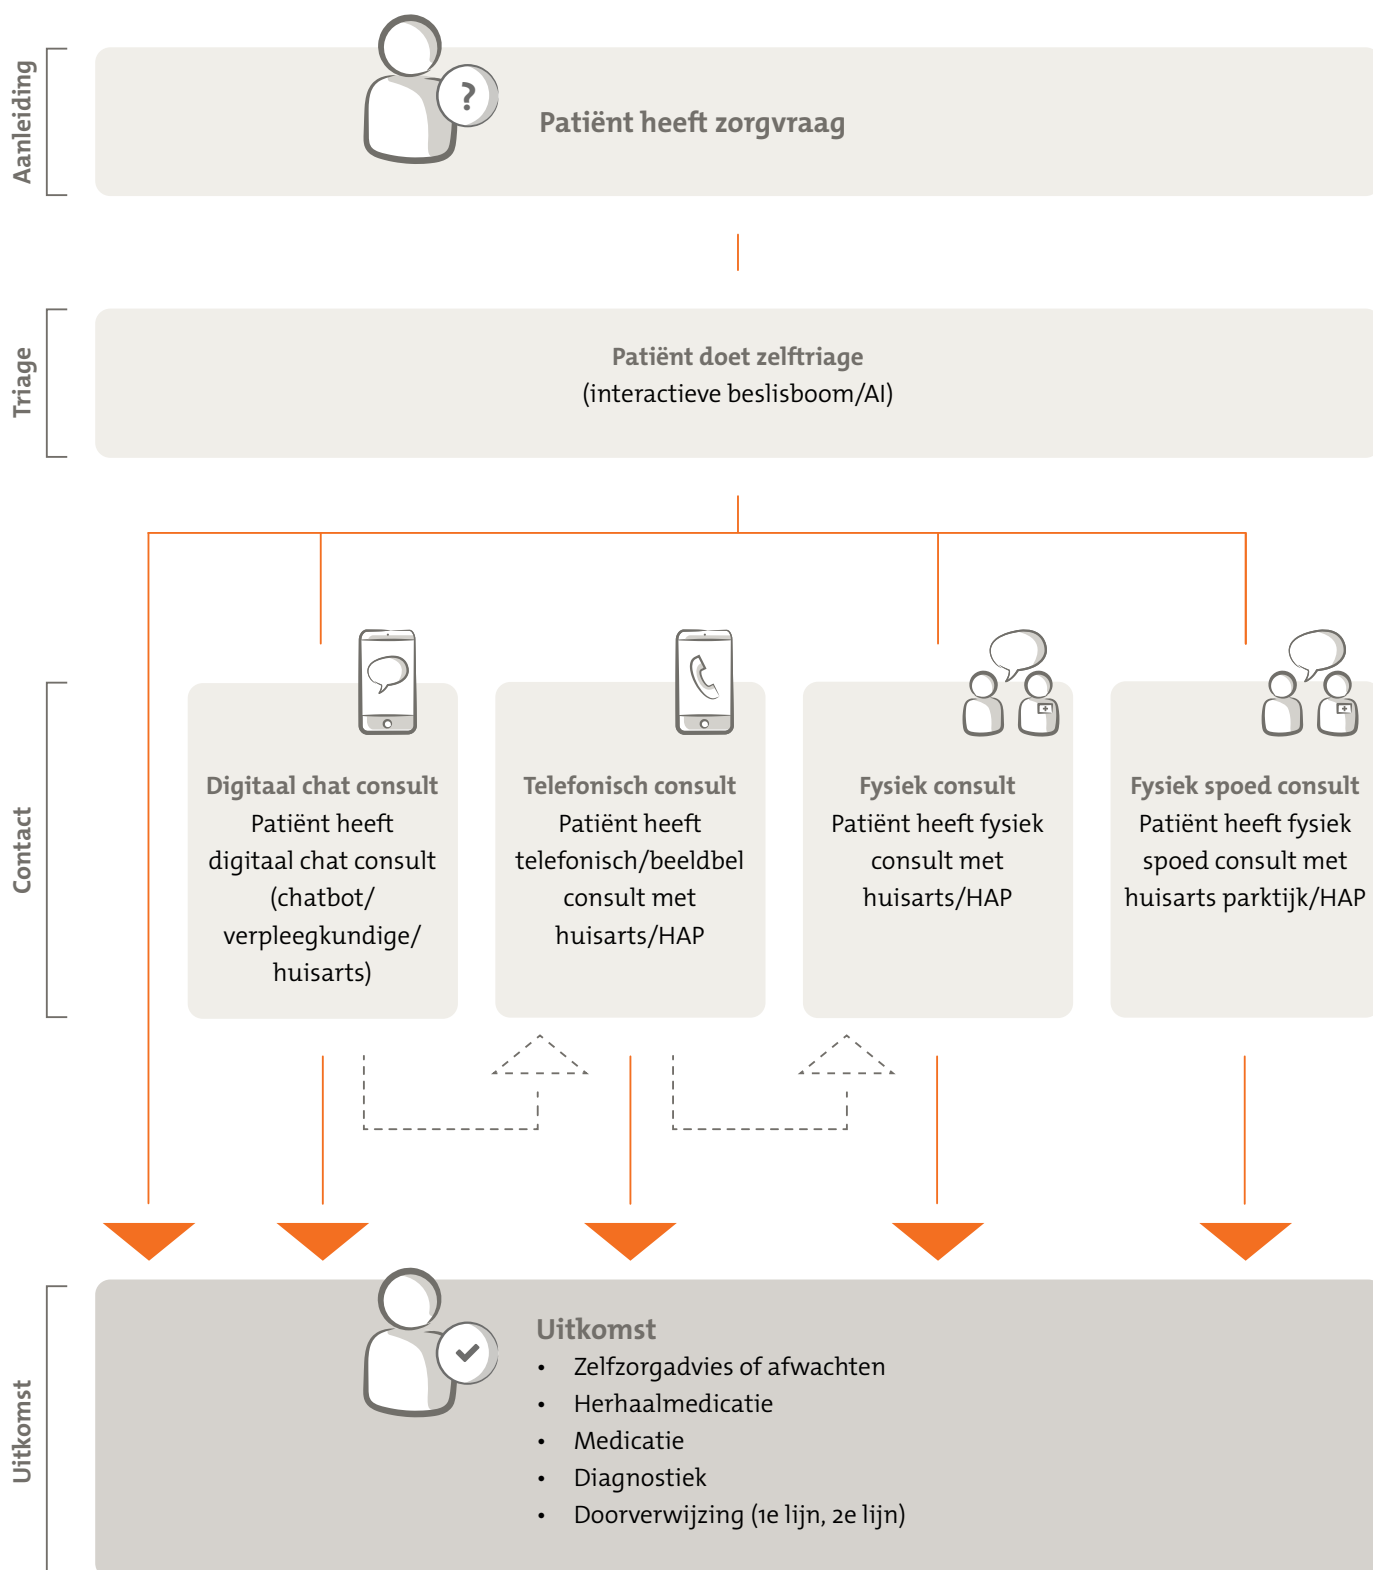 Aanleiding
?
Patiënt heeft zorgvraag
Triage
Patiënt doet zelftriage
(interactieve beslisboom/AI)
Contact
Digitaal chat consult
Patiënt heeft
digitaal chat consult
(chatbot/
verpleegkundige/
huisarts)
Telefonisch consult
Patiënt heeft
telefonisch/beeldbel
consult met
huisarts/HAP
Fysiek consult
Patiënt heeft fysiek
consult met
huisarts/HAP
Fysiek spoed consult
Patiënt heeft fysiek
spoed consult met
huisarts parktijk/HAP
Uitkomst
Uitkomst
• Zelfzorgadvies of afwachten
• Herhaalmedicatie
• Medicatie
• Diagnostiek
• Doorverwijzing (1e lijn, 2e lijn)